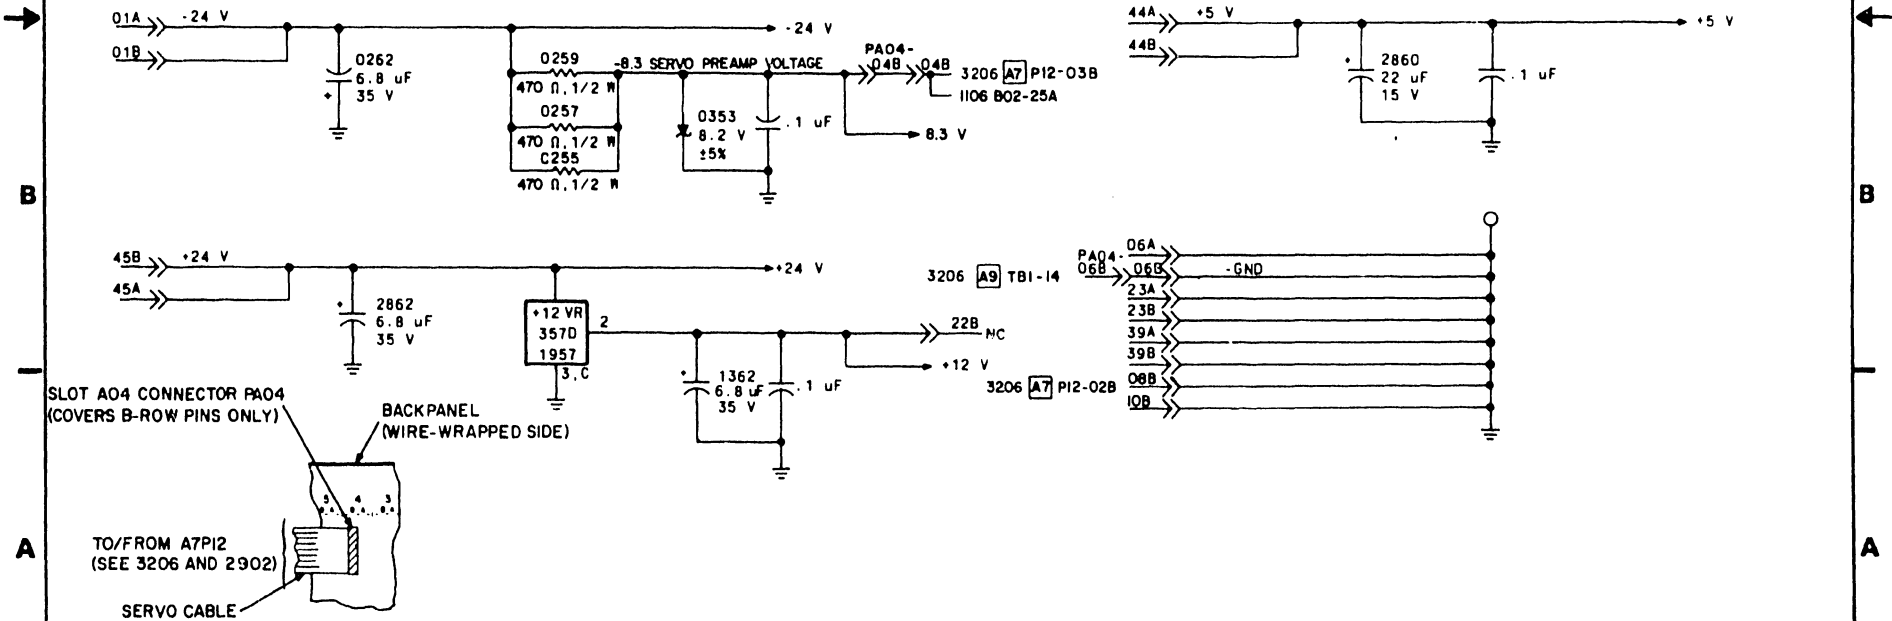 01A -24 V
-24 V
01B
0262
6.8 uF
+ 35 V
0259
470 Ω, 1/2 W
0257
470 Ω, 1/2 W
C255
470 Ω, 1/2 W
-8.3 SERVO PREAMP VOLTAGE
0353
8.2 V
±5%
.1 uF
PA04-
04B 04B
3206 A7 P12-03B
1106 B02-25A
8.3 V
44A +5 V
+5 V
44B
+ 2860
22 uF
15 V
.1 uF
B
B
45B +24 V
+24 V
45A
+ 2862
6.8 uF
35 V
+12 VR
357D
1957
2
3, C
22B NC
+12 V
+ 1362
6.8 uF
35 V
.1 uF
06A
PA04-
3206 A9 TB1-14 06B -GND
23A
23B
39A
39B
3206 A7 P12-02B 08B
10B
SLOT A04 CONNECTOR PA04
(COVERS B-ROW PINS ONLY)
BACKPANEL
(WIRE-WRAPPED SIDE)
5 4 3
TO/FROM A7P12
(SEE 3206 AND 2902)
SERVO CABLE
A
A